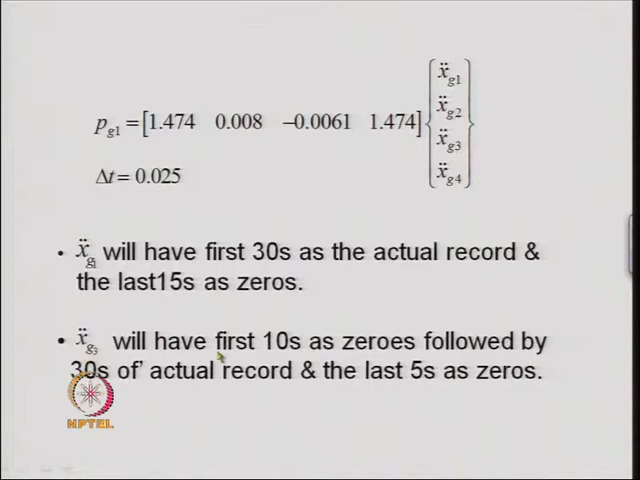 p_g1 = [1.474 0.008 −0.0061 1.474] { ẍ_g1 ẍ_g2 ẍ_g3 ẍ_g4 }
Δt = 0.025
• ẍ_g1 will have first 30s as the actual record &
the last15s as zeros.
• ẍ_g3 will have first 10s as zeroes followed by
30s of' actual record & the last 5s as zeros.
NPTEL